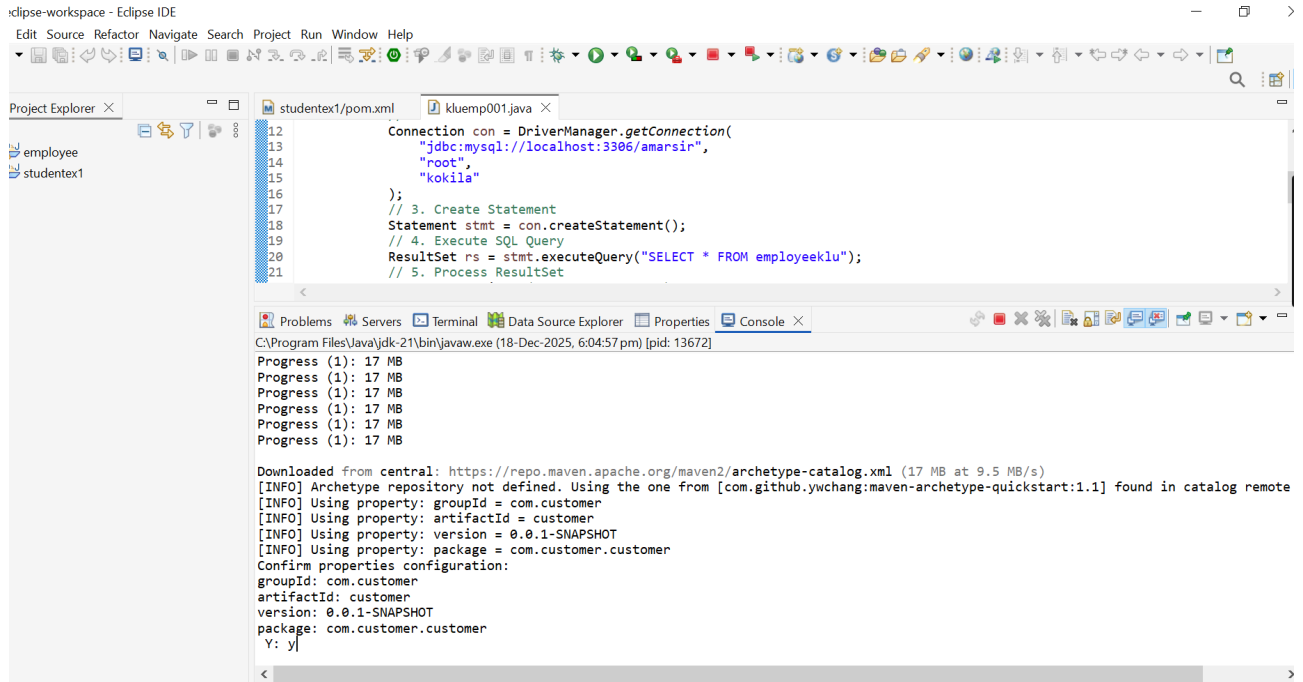 eclipse-workspace - Eclipse IDE
Edit Source Refactor Navigate Search Project Run Window Help
Project Explorer
employee
studentex1
studentex1/pom.xml
kluemp001.java
12 Connection con = DriverManager.getConnection(
13 "jdbc:mysql://localhost:3306/amarsir",
14 "root",
15 "kokila"
16 );
17 // 3. Create Statement
18 Statement stmt = con.createStatement();
19 // 4. Execute SQL Query
20 ResultSet rs = stmt.executeQuery("SELECT * FROM employeeklu");
21 // 5. Process ResultSet
Problems Servers Terminal Data Source Explorer Properties Console
C:\Program Files\Java\jdk-21\bin\javaw.exe (18-Dec-2025, 6:04:57 pm) [pid: 13672]
Progress (1): 17 MB
Progress (1): 17 MB
Progress (1): 17 MB
Progress (1): 17 MB
Progress (1): 17 MB
Progress (1): 17 MB
Downloaded from central: https://repo.maven.apache.org/maven2/archetype-catalog.xml (17 MB at 9.5 MB/s)
[INFO] Archetype repository not defined. Using the one from [com.github.ywchang:maven-archetype-quickstart:1.1] found in catalog remote
[INFO] Using property: groupId = com.customer
[INFO] Using property: artifactId = customer
[INFO] Using property: version = 0.0.1-SNAPSHOT
[INFO] Using property: package = com.customer.customer
Confirm properties configuration:
groupId: com.customer
artifactId: customer
version: 0.0.1-SNAPSHOT
package: com.customer.customer
Y: y